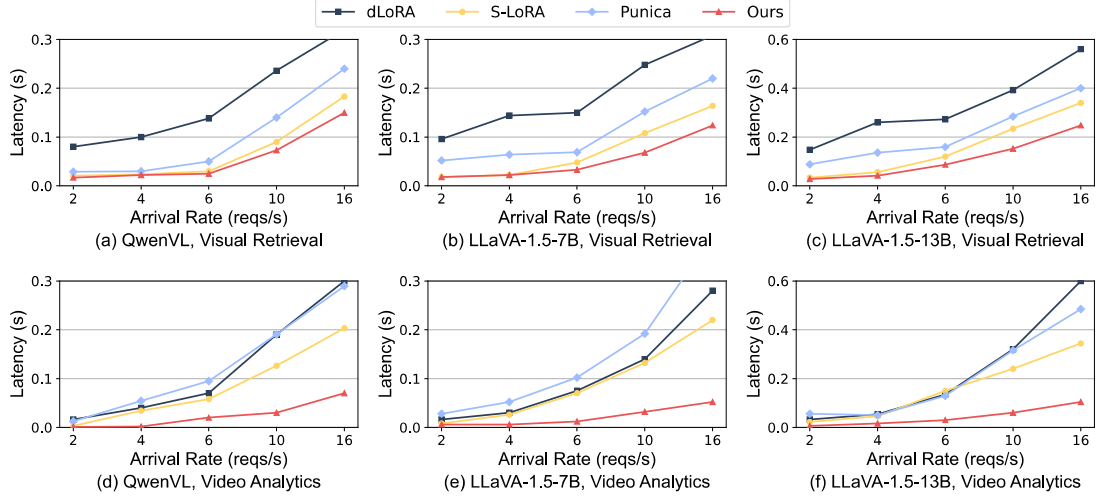 dLoRA S-LoRA Punica Ours
0.3 0.3 0.6
0.2 0.2 0.4
0.1 0.1 0.2
0.0 0.0 0.0
Latency (s) Latency (s) Latency (s)
2 4 6 10 16 2 4 6 10 16 2 4 6 10 16
Arrival Rate (reqs/s) Arrival Rate (reqs/s) Arrival Rate (reqs/s)
(a) QwenVL, Visual Retrieval (b) LLaVA-1.5-7B, Visual Retrieval (c) LLaVA-1.5-13B, Visual Retrieval
0.3 0.3 0.6
0.2 0.2 0.4
0.1 0.1 0.2
0.0 0.0 0.0
Latency (s) Latency (s) Latency (s)
2 4 6 10 16 2 4 6 10 16 2 4 6 10 16
Arrival Rate (reqs/s) Arrival Rate (reqs/s) Arrival Rate (reqs/s)
(d) QwenVL, Video Analytics (e) LLaVA-1.5-7B, Video Analytics (f) LLaVA-1.5-13B, Video Analytics